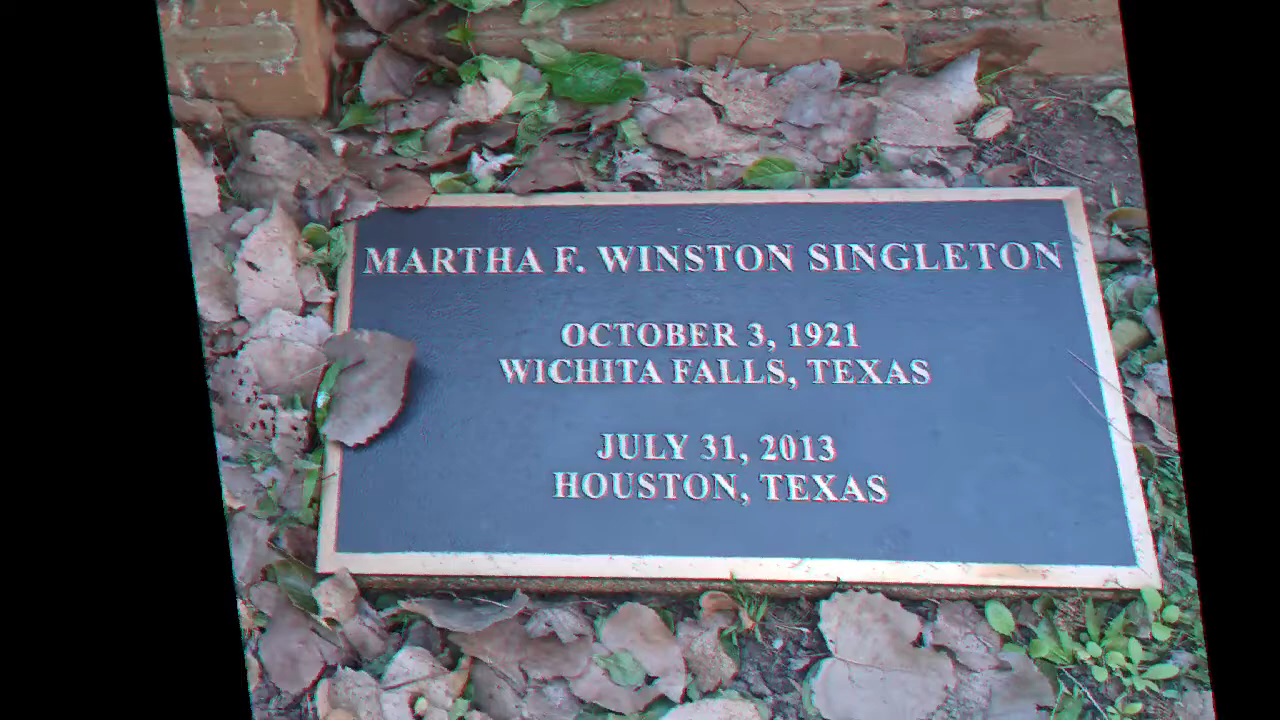 MARTHA F. WINSTON SINGLETON
OCTOBER 3, 1921
WICHITA FALLS, TEXAS
JULY 31, 2013
HOUSTON, TEXAS